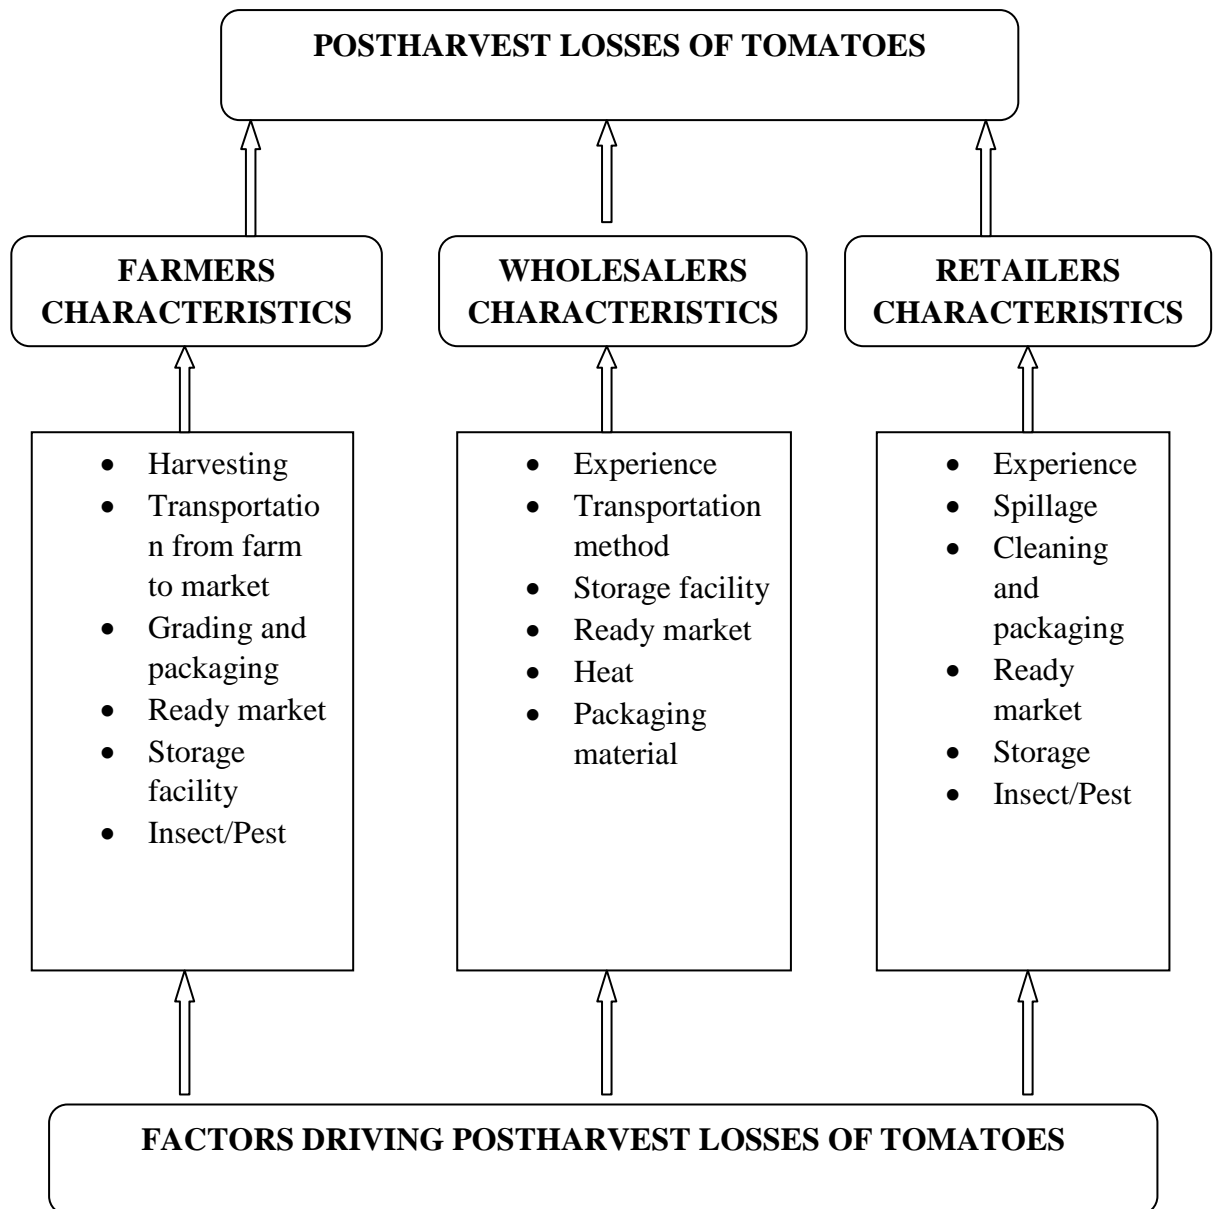 POSTHARVEST LOSSES OF TOMATOES
FARMERS
CHARACTERISTICS
WHOLESALERS
CHARACTERISTICS
RETAILERS
CHARACTERISTICS
• Harvesting
• Transportatio
n from farm
to market
• Grading and
packaging
• Ready market
• Storage
facility
• Insect/Pest
• Experience
• Transportation
method
• Storage facility
• Ready market
• Heat
• Packaging
material
• Experience
• Spillage
• Cleaning
and
packaging
• Ready
market
• Storage
• Insect/Pest
FACTORS DRIVING POSTHARVEST LOSSES OF TOMATOES